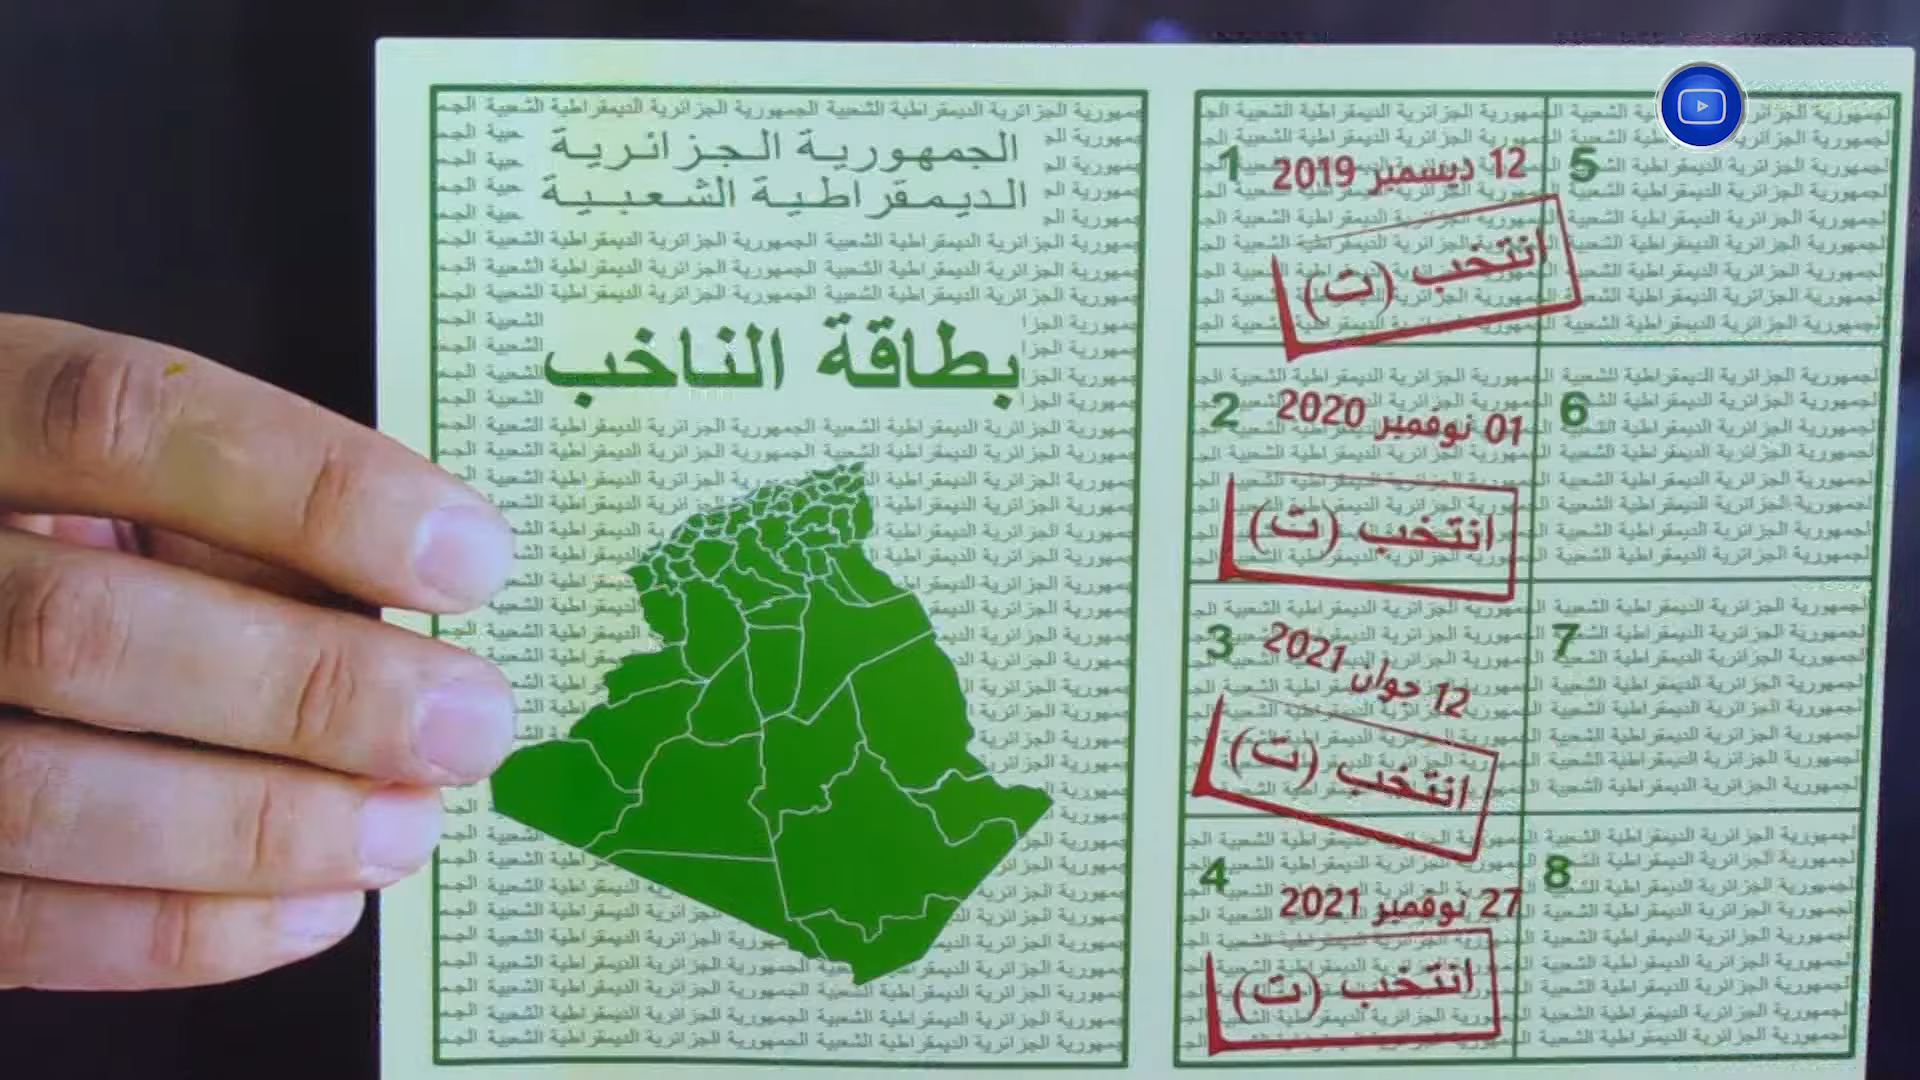 الجمهورية الجزائرية
الديمقراطية الشعبية
بطاقة الناخب
1
12 ديسمبر 2019
انتخب (ت)
2
01 نوفمبر 2020
انتخب (ت)
3
12 جوان 2021
انتخب (ت)
4
27 نوفمبر 2021
انتخب (ت)
5
6
7
8